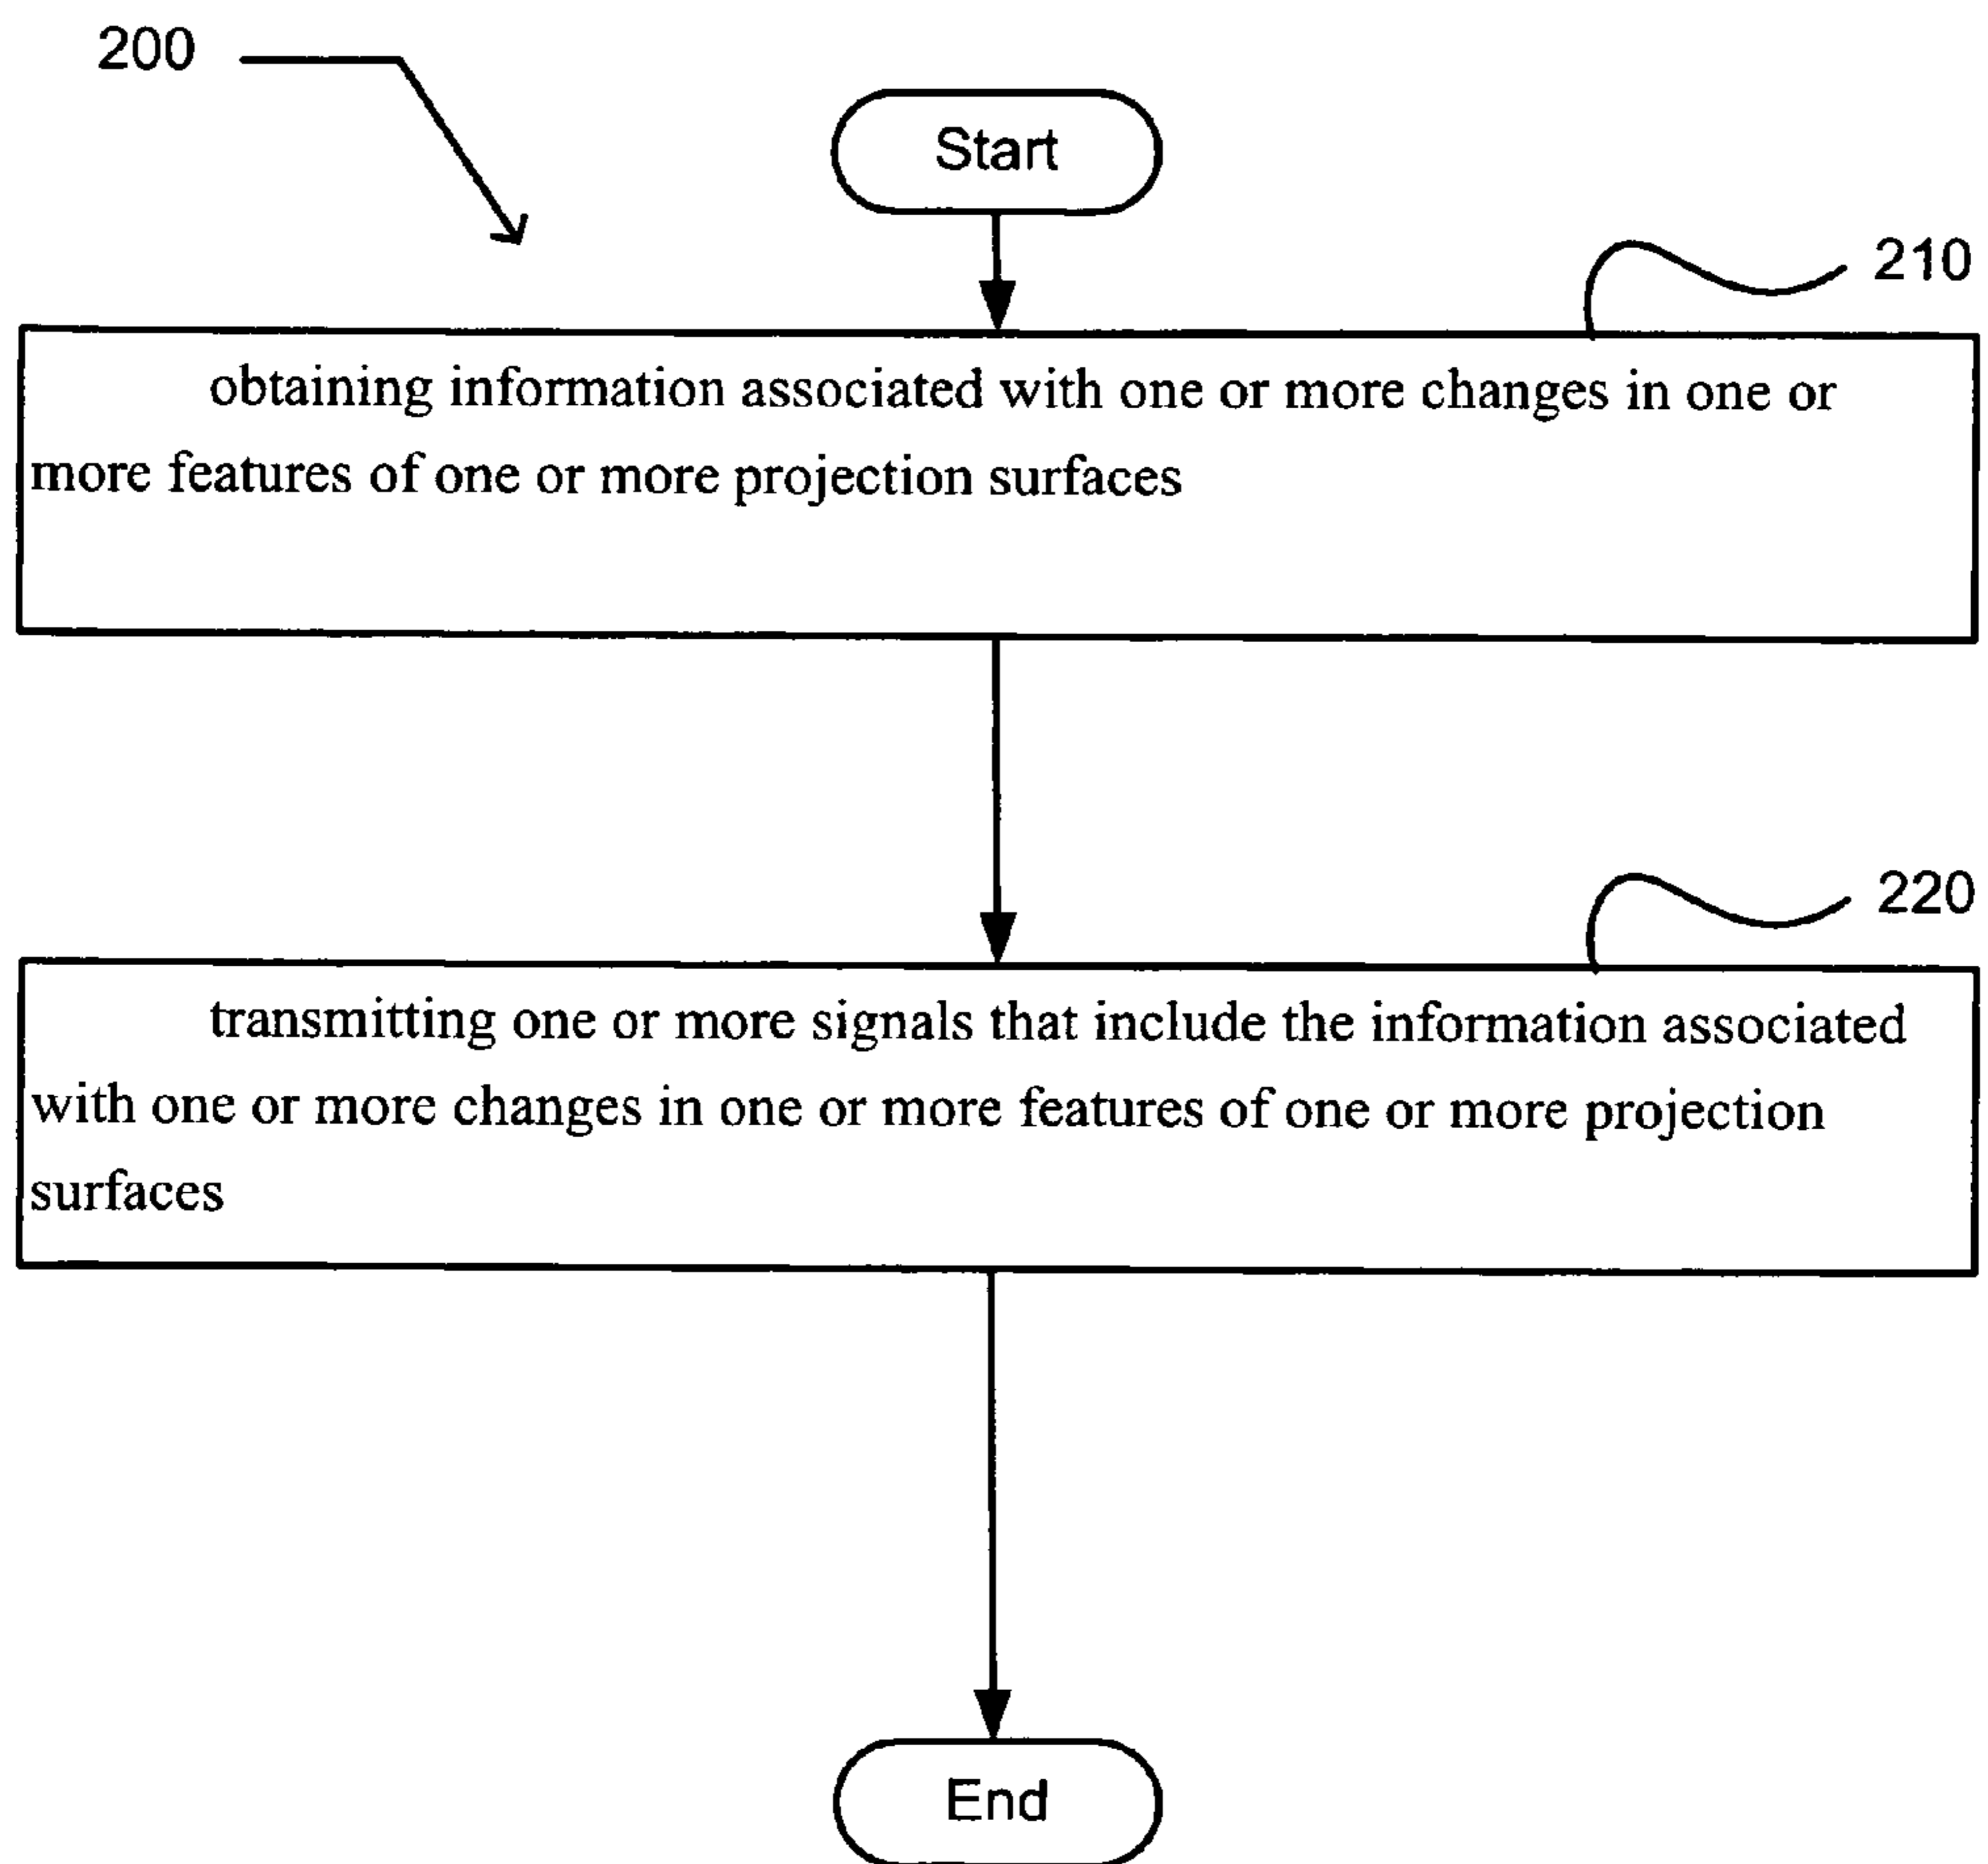 200
Start
210
obtaining information associated with one or more changes in one or
more features of one or more projection surfaces
220
transmitting one or more signals that include the information associated
with one or more changes in one or more features of one or more projection
surfaces
End